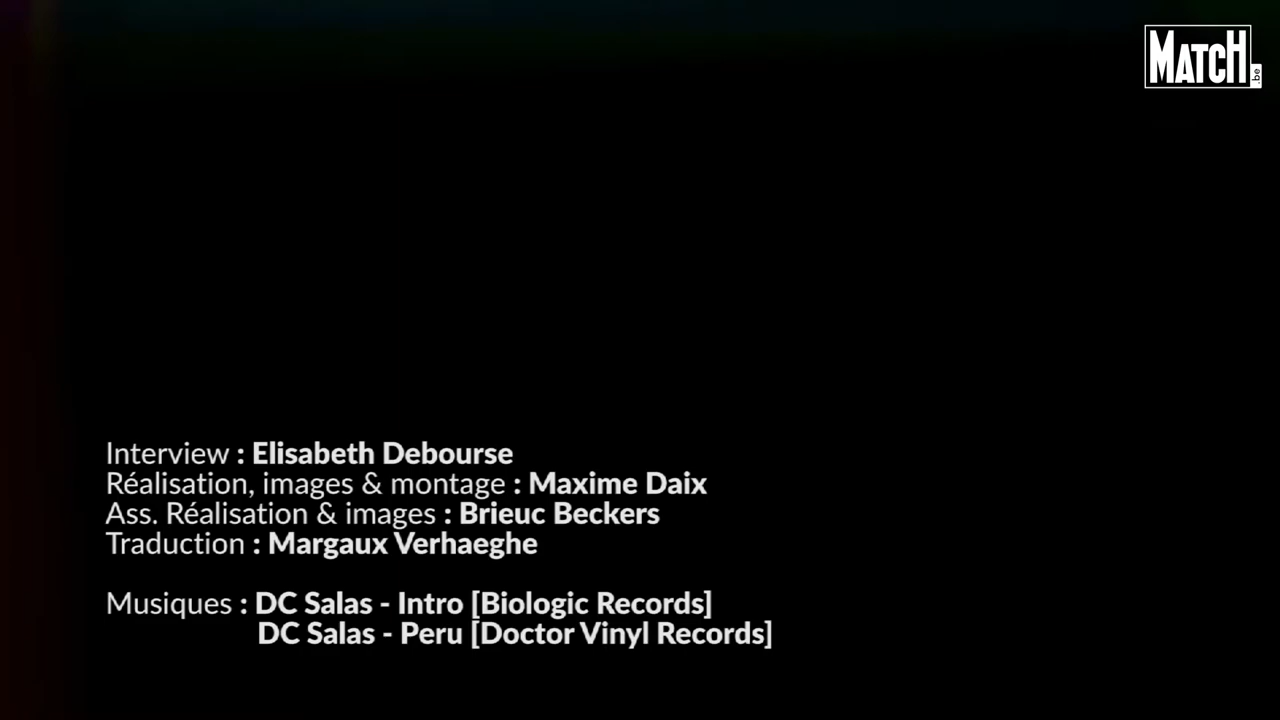 MATCH.be
Interview : Elisabeth Debourse
Réalisation, images & montage : Maxime Daix
Ass. Réalisation & images : Brieuc Beckers
Traduction : Margaux Verhaeghe
Musiques : DC Salas - Intro [Biologic Records]
DC Salas - Peru [Doctor Vinyl Records]